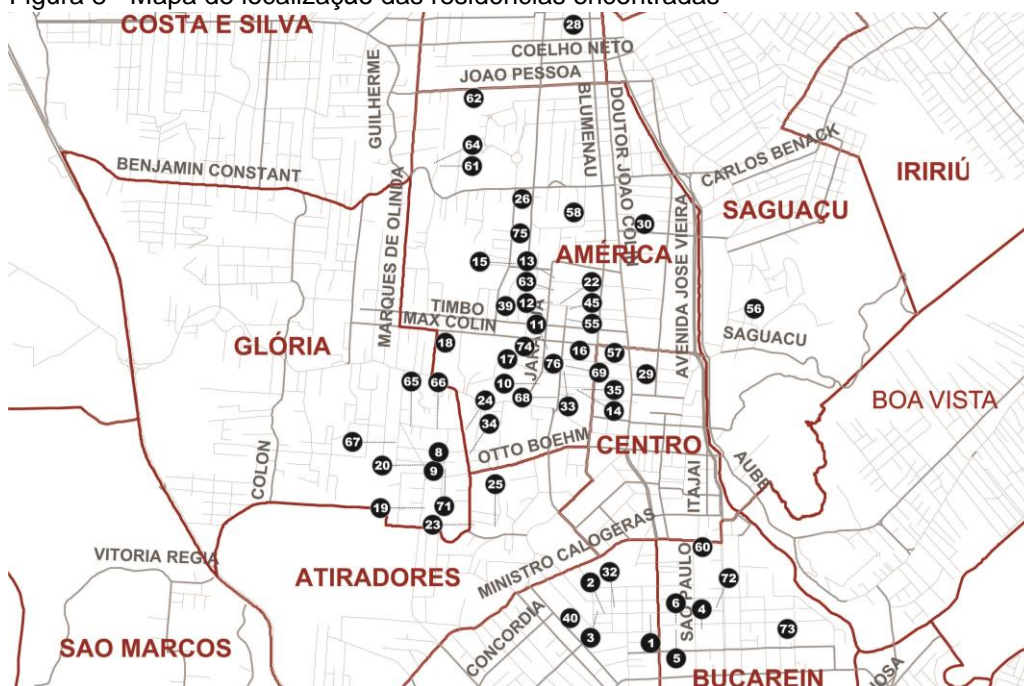 Figura 8 - Mapa de localização das residências encontradas
COSTA E SILVA
28
COELHO NETO
JOAO PESSOA
GUILHERME
62
BLUMENAU
DOUTOR JOAO COLIN
64
61
BENJAMIN CONSTANT
CARLOS BENACK
IRIRIÚ
MARQUES DE OLINDA
26
58
30
SAGUAÇU
75
AMÉRICA
AVENIDA JOSE VIEIRA
15
13
63
22
39
12
45
56
TIMBO
MAX COLIN
11
55
SAGUACU
GLÓRIA
18
74
16
57
17
76
69
29
65
66
10
35
BOA VISTA
24
68
33
14
34
67
8
OTTO BOEHM
CENTRO
20
9
COLON
25
ITAJAI
AUBE
19
71
23
VITORIA REGIA
MINISTRO CALOGERAS
60
ATIRADORES
32
2
SAO PAULO
72
6
4
40
CONCORDIA
3
1
73
SAO MARCOS
5
BUCAREIN